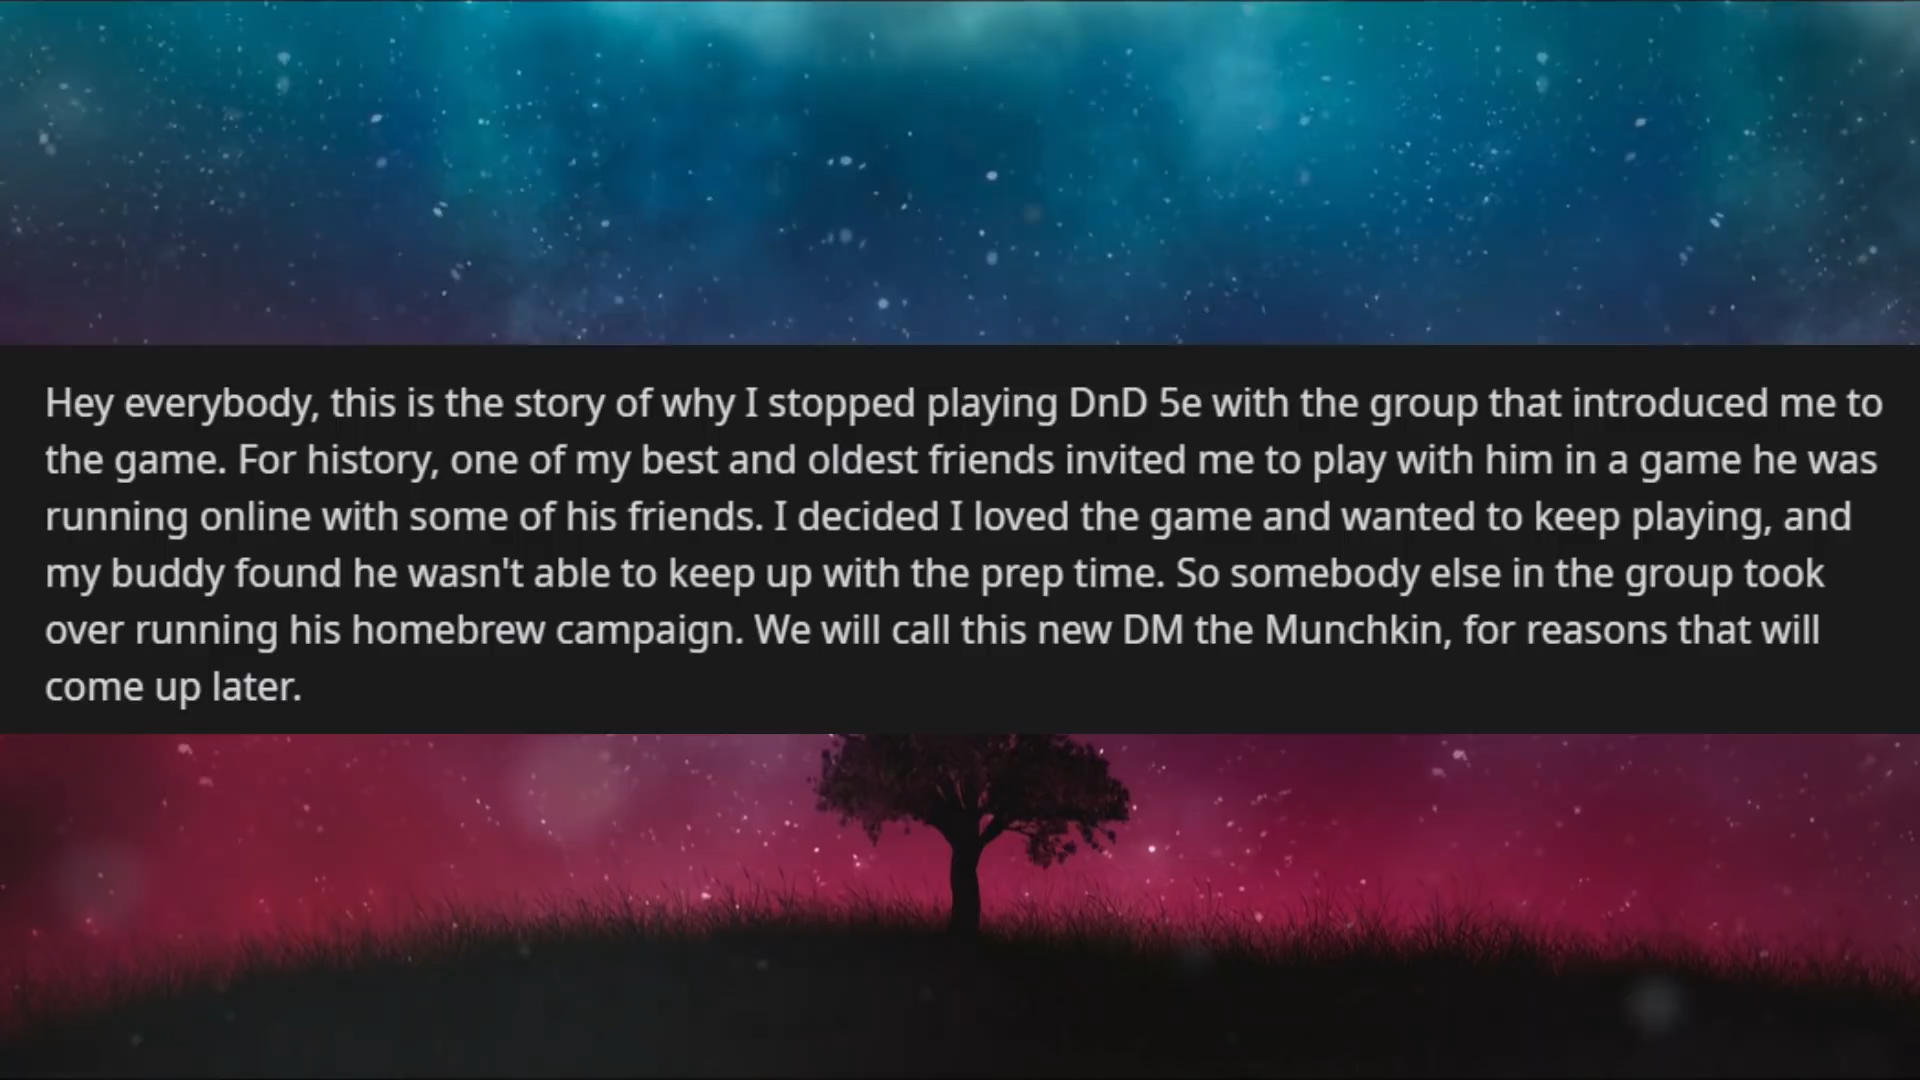 Hey everybody, this is the story of why I stopped playing DnD 5e with the group that introduced me to
the game. For history, one of my best and oldest friends invited me to play with him in a game he was
running online with some of his friends. I decided I loved the game and wanted to keep playing, and
my buddy found he wasn't able to keep up with the prep time. So somebody else in the group took
over running his homebrew campaign. We will call this new DM the Munchkin, for reasons that will
come up later.